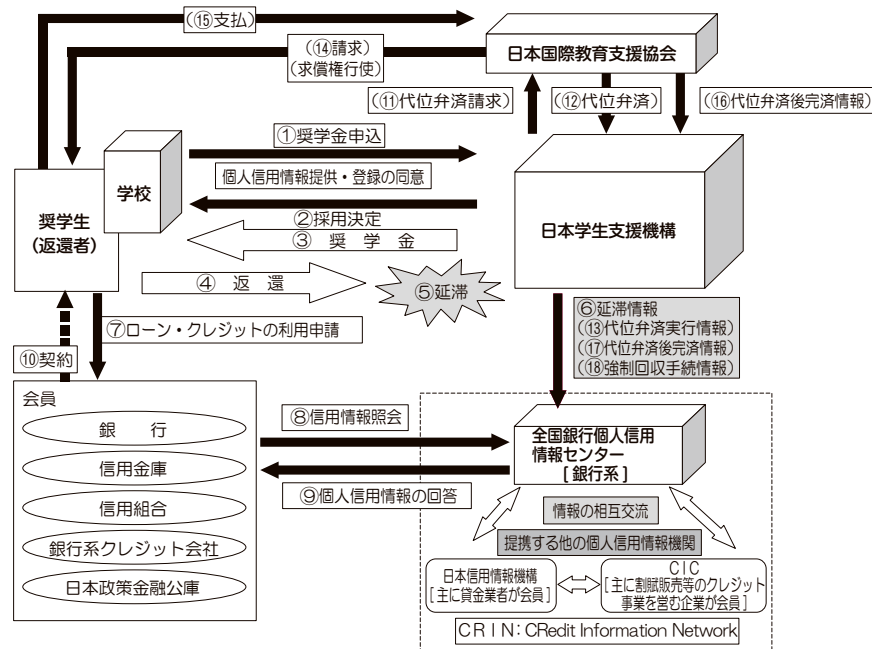 (⑮支払)
(⑭請求)
(求償権行使)
日本国際教育支援協会
(⑪代位弁済請求)
(⑫代位弁済)
(⑯代位弁済後完済情報)
①奨学金申込
個人信用情報提供・登録の同意
学校
奨学生
(返還者)
②採用決定
③ 奨 学 金
日本学生支援機構
④ 返 還
⑤延滞
⑥延滞情報
(⑬代位弁済実行情報)
(⑰代位弁済後完済情報)
(⑱強制回収手続情報)
⑦ローン・クレジットの利用申請
⑩契約
会員
銀 行
信用金庫
信用組合
銀行系クレジット会社
日本政策金融公庫
⑧信用情報照会
⑨個人信用情報の回答
全国銀行個人信用
情報センター
[銀行系]
情報の相互交流
提携する他の個人信用情報機関
日本信用情報機構
[主に貸金業者が会員]
CIC
[主に割賦販売等のクレジット
事業を営む企業が会員]
CRIN: CRedit Information Network